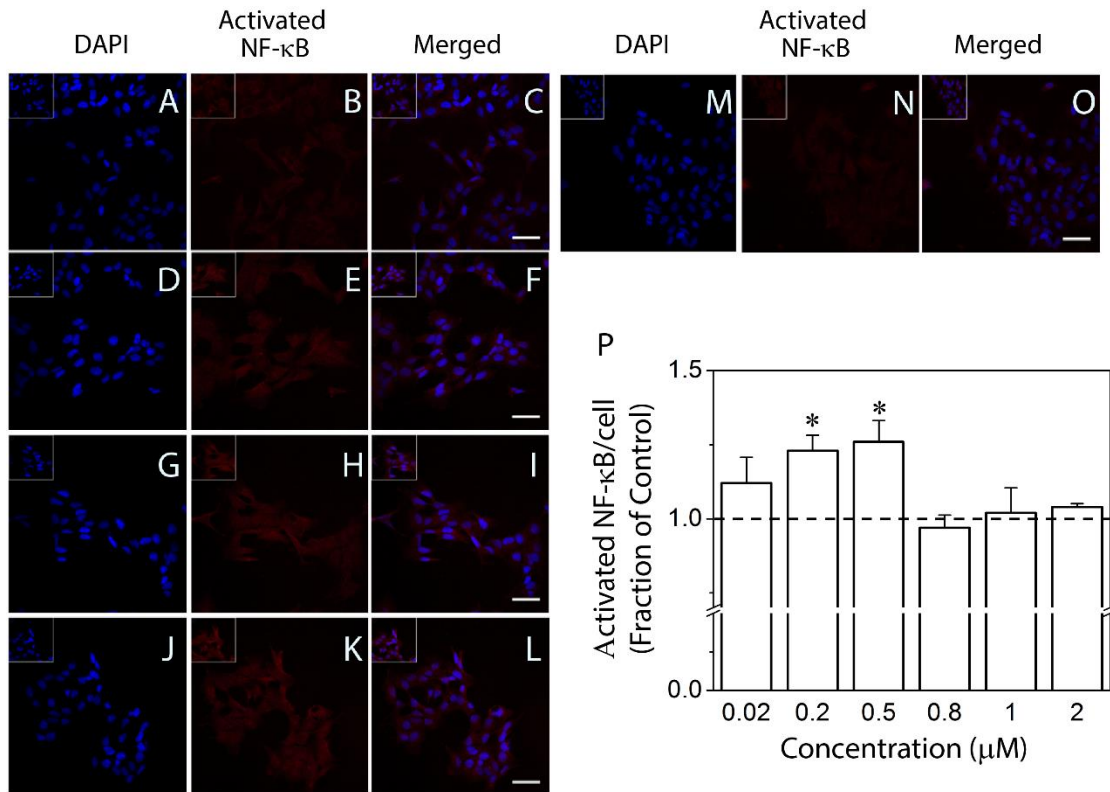 DAPI
Activated
NF-κB
Merged
A
B
C
D
E
F
G
H
I
J
K
L
DAPI
Activated
NF-κB
Merged
M
N
O
P
Activated NF-κB/cell
(Fraction of Control)
1.5
1.0
0.0
*
*
0.02 0.2 0.5 0.8 1 2
Concentration (μM)